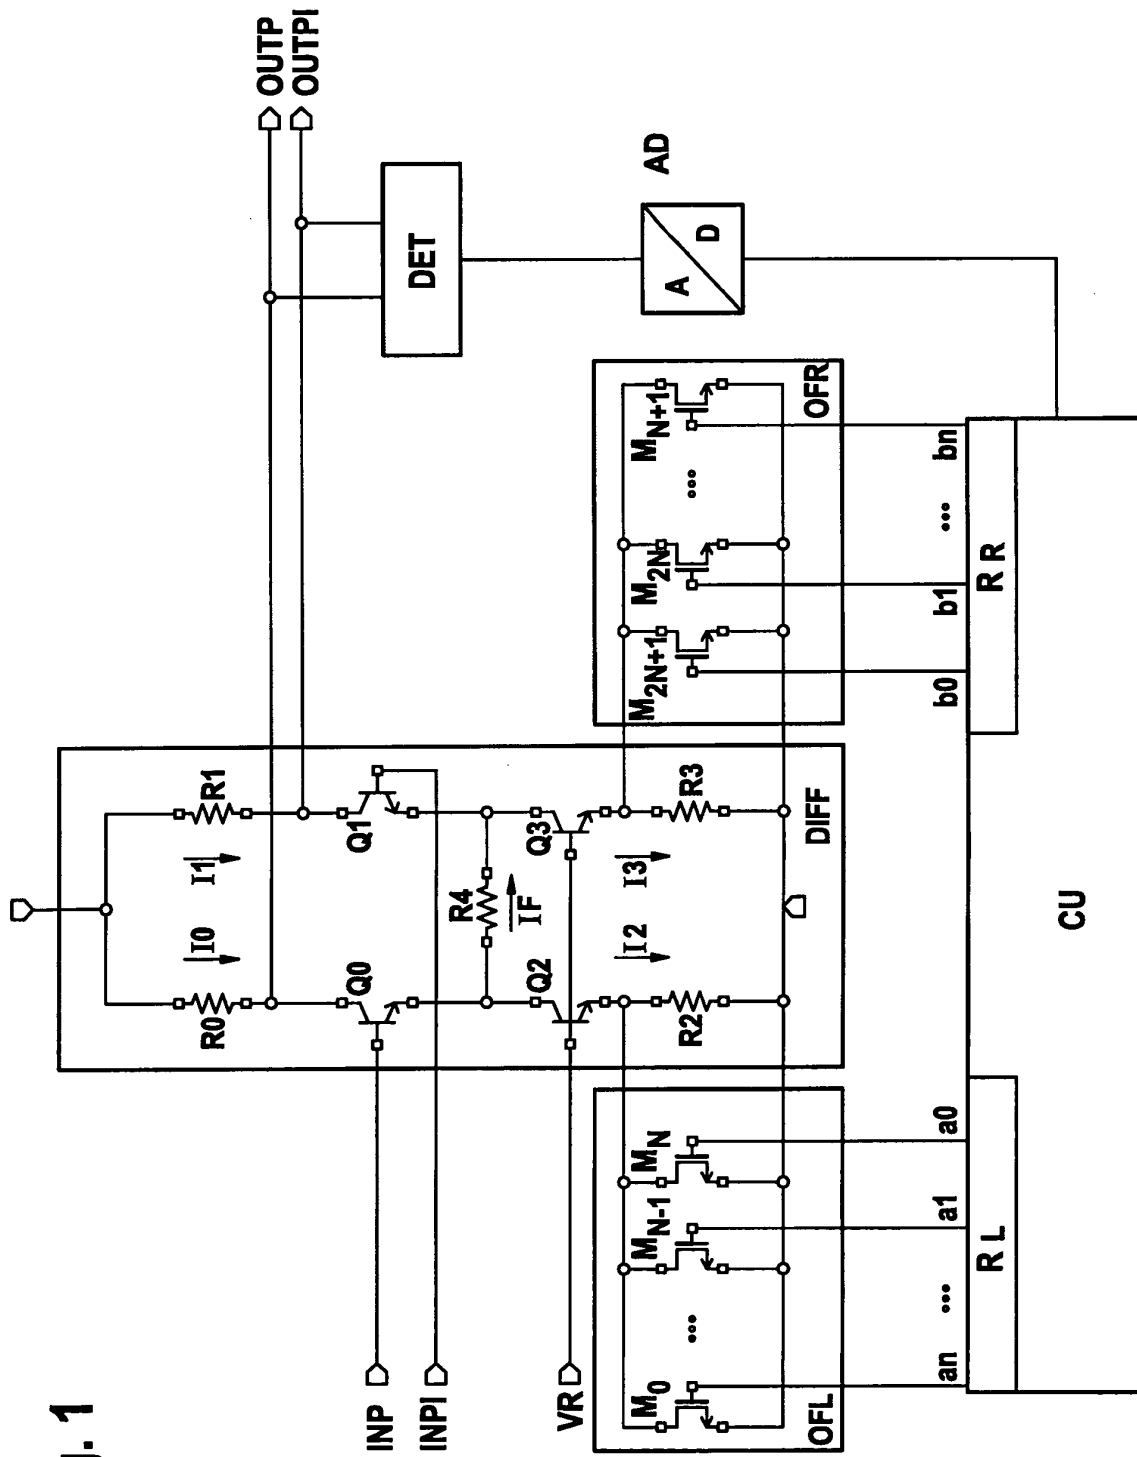 OUTP
OUTPI
DET
AD
A
D
R0
R1
I0
I1
Q0
Q1
R4
IF
Q2
Q3
I2
I3
R2
R3
DIFF
INP
INPI
VR
M0
...
MN-1
MN
OFL
M2N+1
M2N
...
MN+1
OFR
an
...
a1
a0
b0
b1
...
bn
RL
RR
CU
. 1